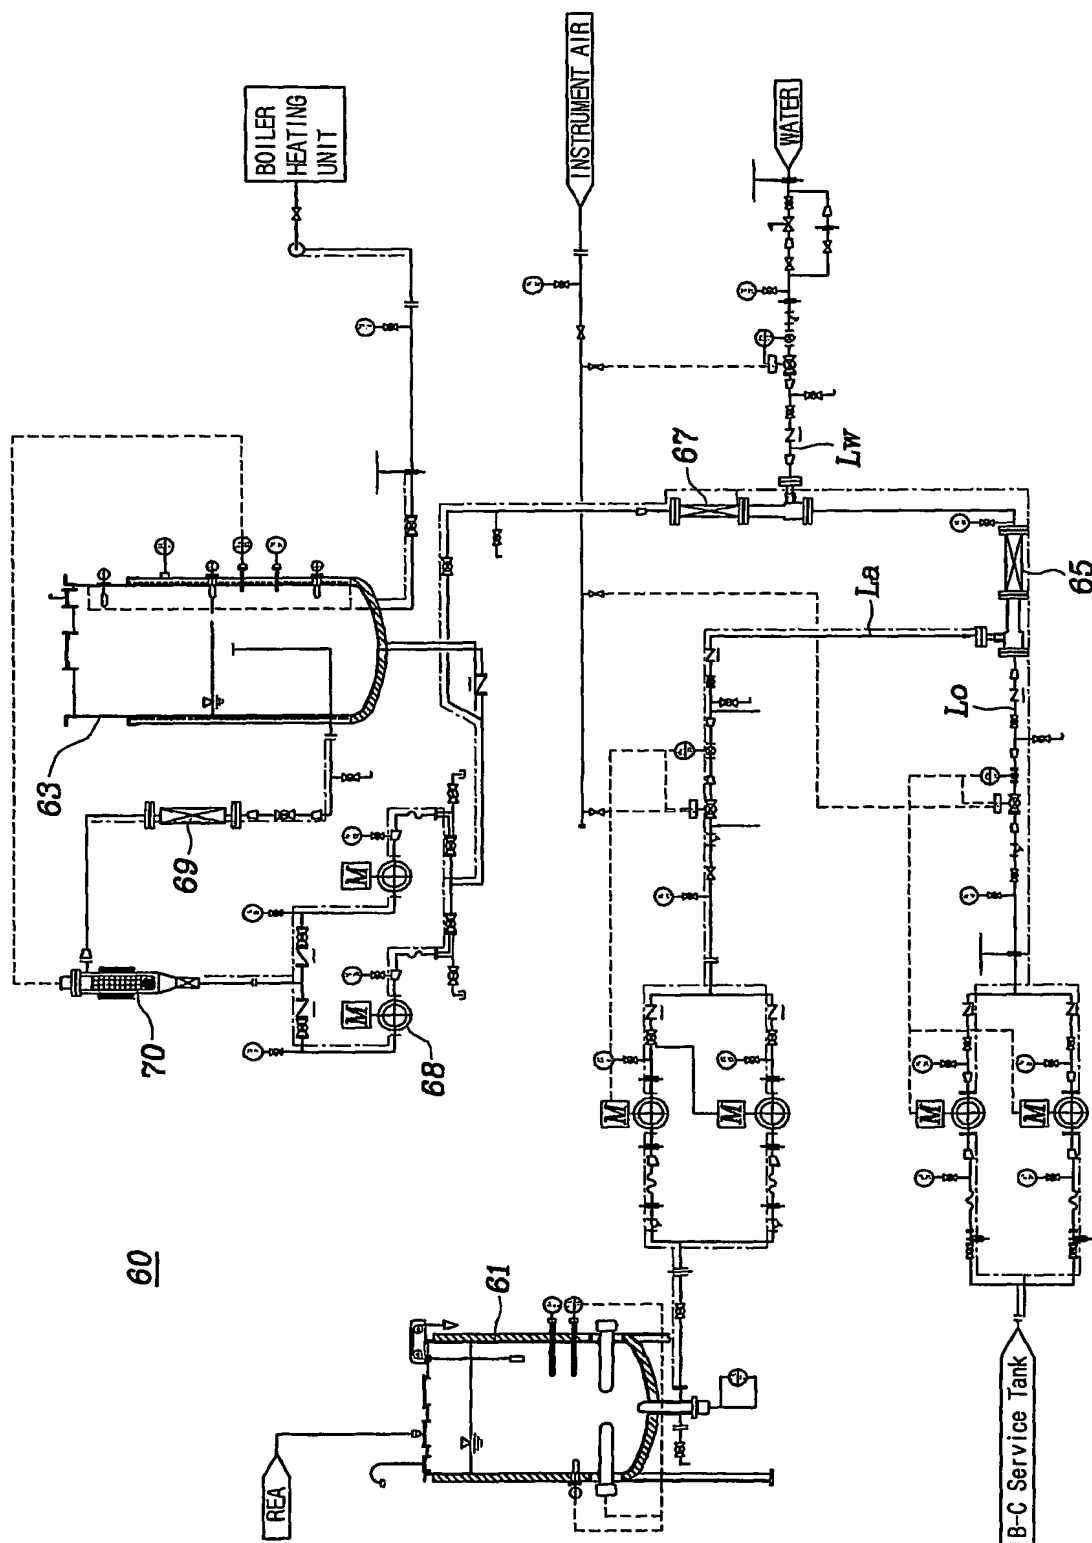 BOILER
HEATING
UNIT
INSTRUMENT AIR
WATER
67
Lw
65
La
Lo
63
69
70
M
M
68
M
M
M
M
60
61
REA
B-C Service Tank